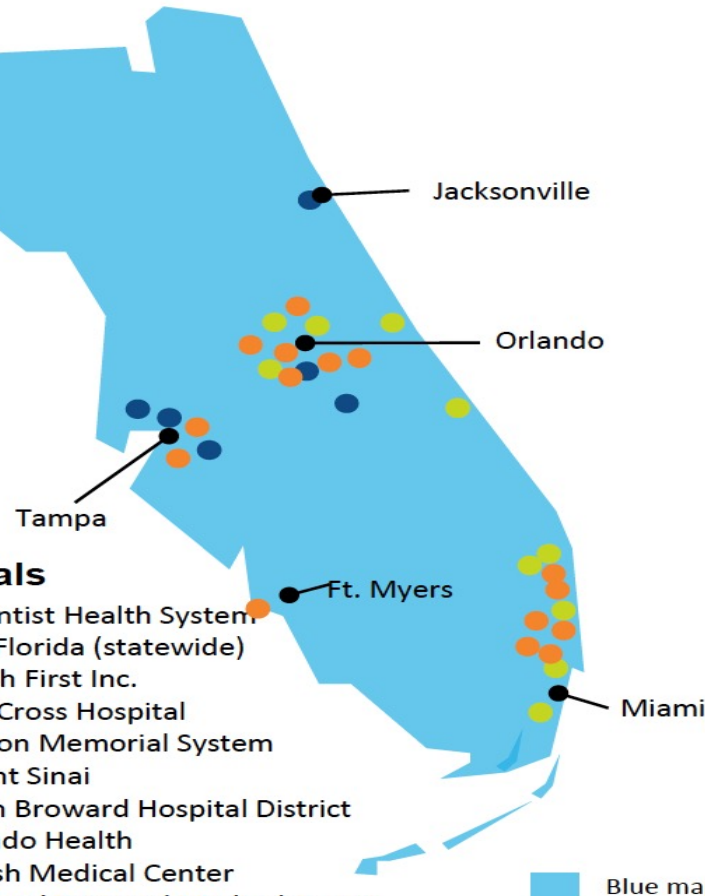 Jacksonville
Orlando
Tampa
als
Ft. Myers
ntist Health System
Florida (statewide)
h First Inc.
Cross Hospital
Miami
on Memorial System
nt Sinai
n Broward Hospital District
do Health
sh Medical Center
Blue ma